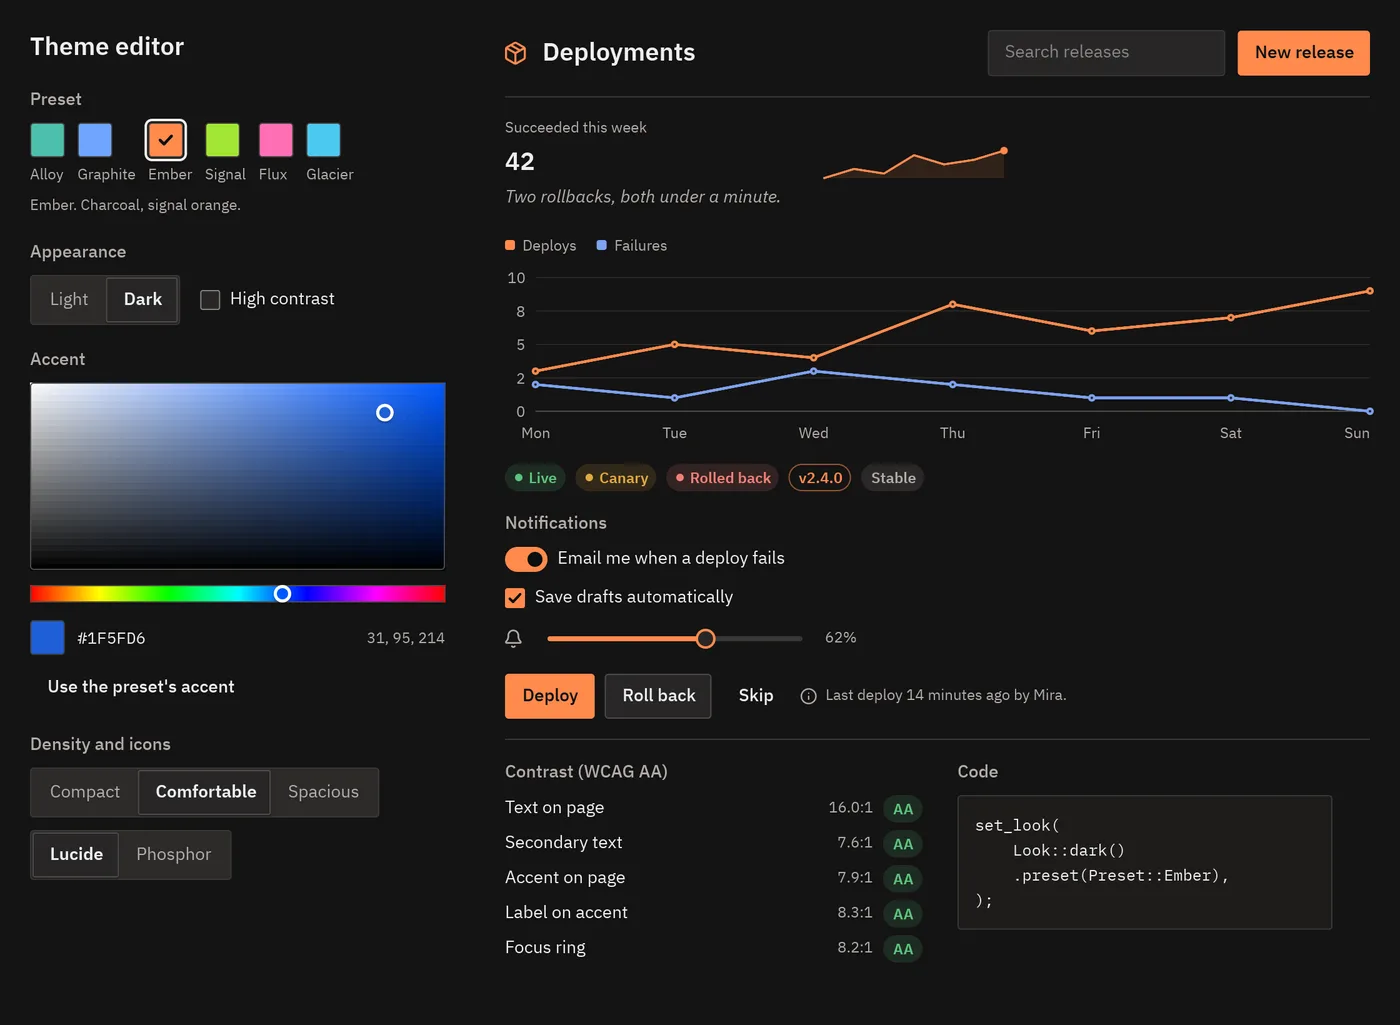 Theme editor
Preset
Alloy Graphite Ember Signal Flux Glacier
Ember. Charcoal, signal orange.
Appearance
Light Dark High contrast
Accent
#1F5FD6 31, 95, 214
Use the preset's accent
Density and icons
Compact Comfortable Spacious
Lucide Phosphor
Deployments
Search releases
New release
Succeeded this week
42
Two rollbacks, both under a minute.
Deploys Failures
10
8
5
2
0
Mon Tue Wed Thu Fri Sat Sun
Live Canary Rolled back v2.4.0 Stable
Notifications
Email me when a deploy fails
Save drafts automatically
62%
Deploy Roll back Skip Last deploy 14 minutes ago by Mira.
Contrast (WCAG AA)
Text on page 16.0:1 AA
Secondary text 7.6:1 AA
Accent on page 7.9:1 AA
Label on accent 8.3:1 AA
Focus ring 8.2:1 AA
Code
set_look(
    Look::dark()
    .preset(Preset::Ember),
);